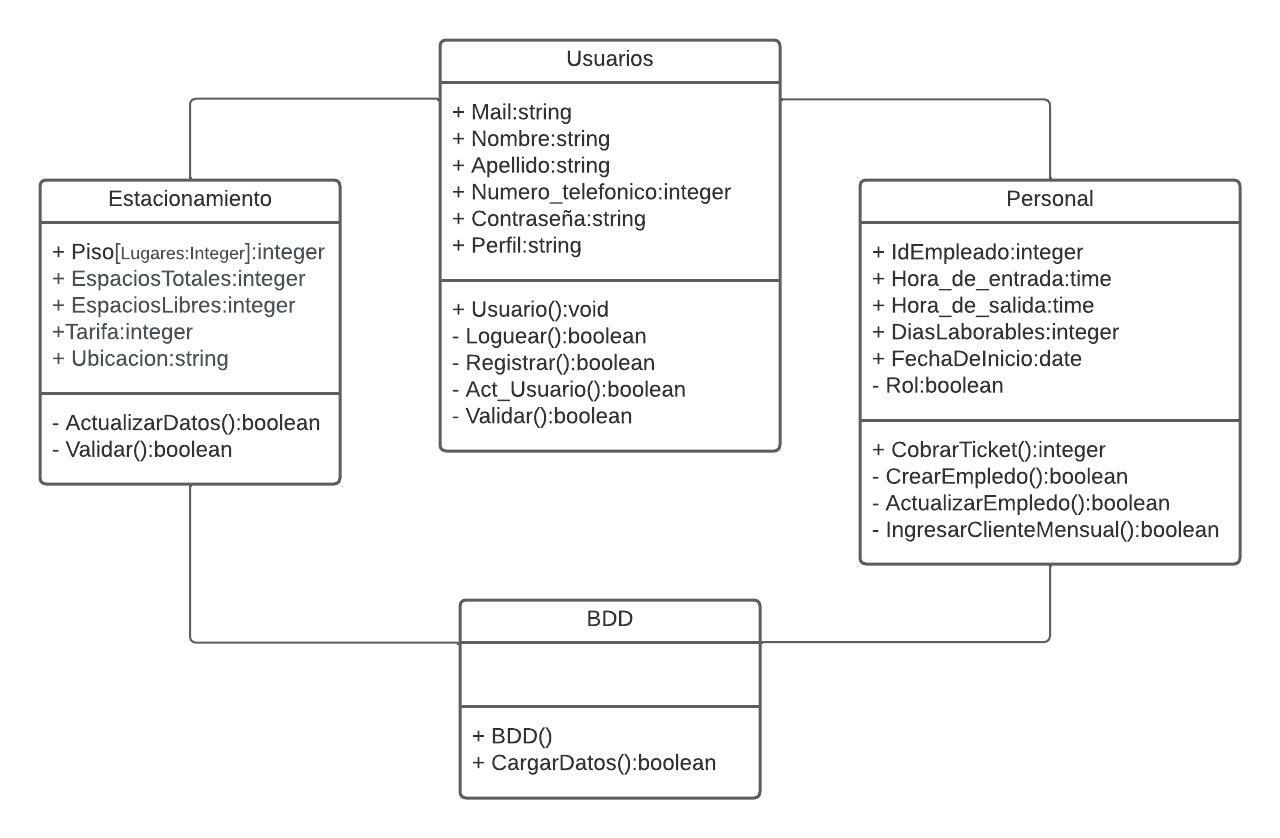 Usuarios
+ Mail:string
+ Nombre:string
+ Apellido:string
+ Numero_telefonico:integer
+ Contraseña:string
+ Perfil:string
+ Usuario():void
- Loguear():boolean
- Registrar():boolean
- Act_Usuario():boolean
- Validar():boolean
Estacionamiento
+ Piso[Lugares:Integer]:integer
+ EspaciosTotales:integer
+ EspaciosLibres:integer
+Tarifa:integer
+ Ubicacion:string
- ActualizarDatos():boolean
- Validar():boolean
Personal
+ IdEmpleado:integer
+ Hora_de_entrada:time
+ Hora_de_salida:time
+ DiasLaborables:integer
+ FechaDeInicio:date
- Rol:boolean
+ CobrarTicket():integer
- CrearEmpledo():boolean
- ActualizarEmpledo():boolean
- IngresarClienteMensual():boolean
BDD
+ BDD()
+ CargarDatos():boolean